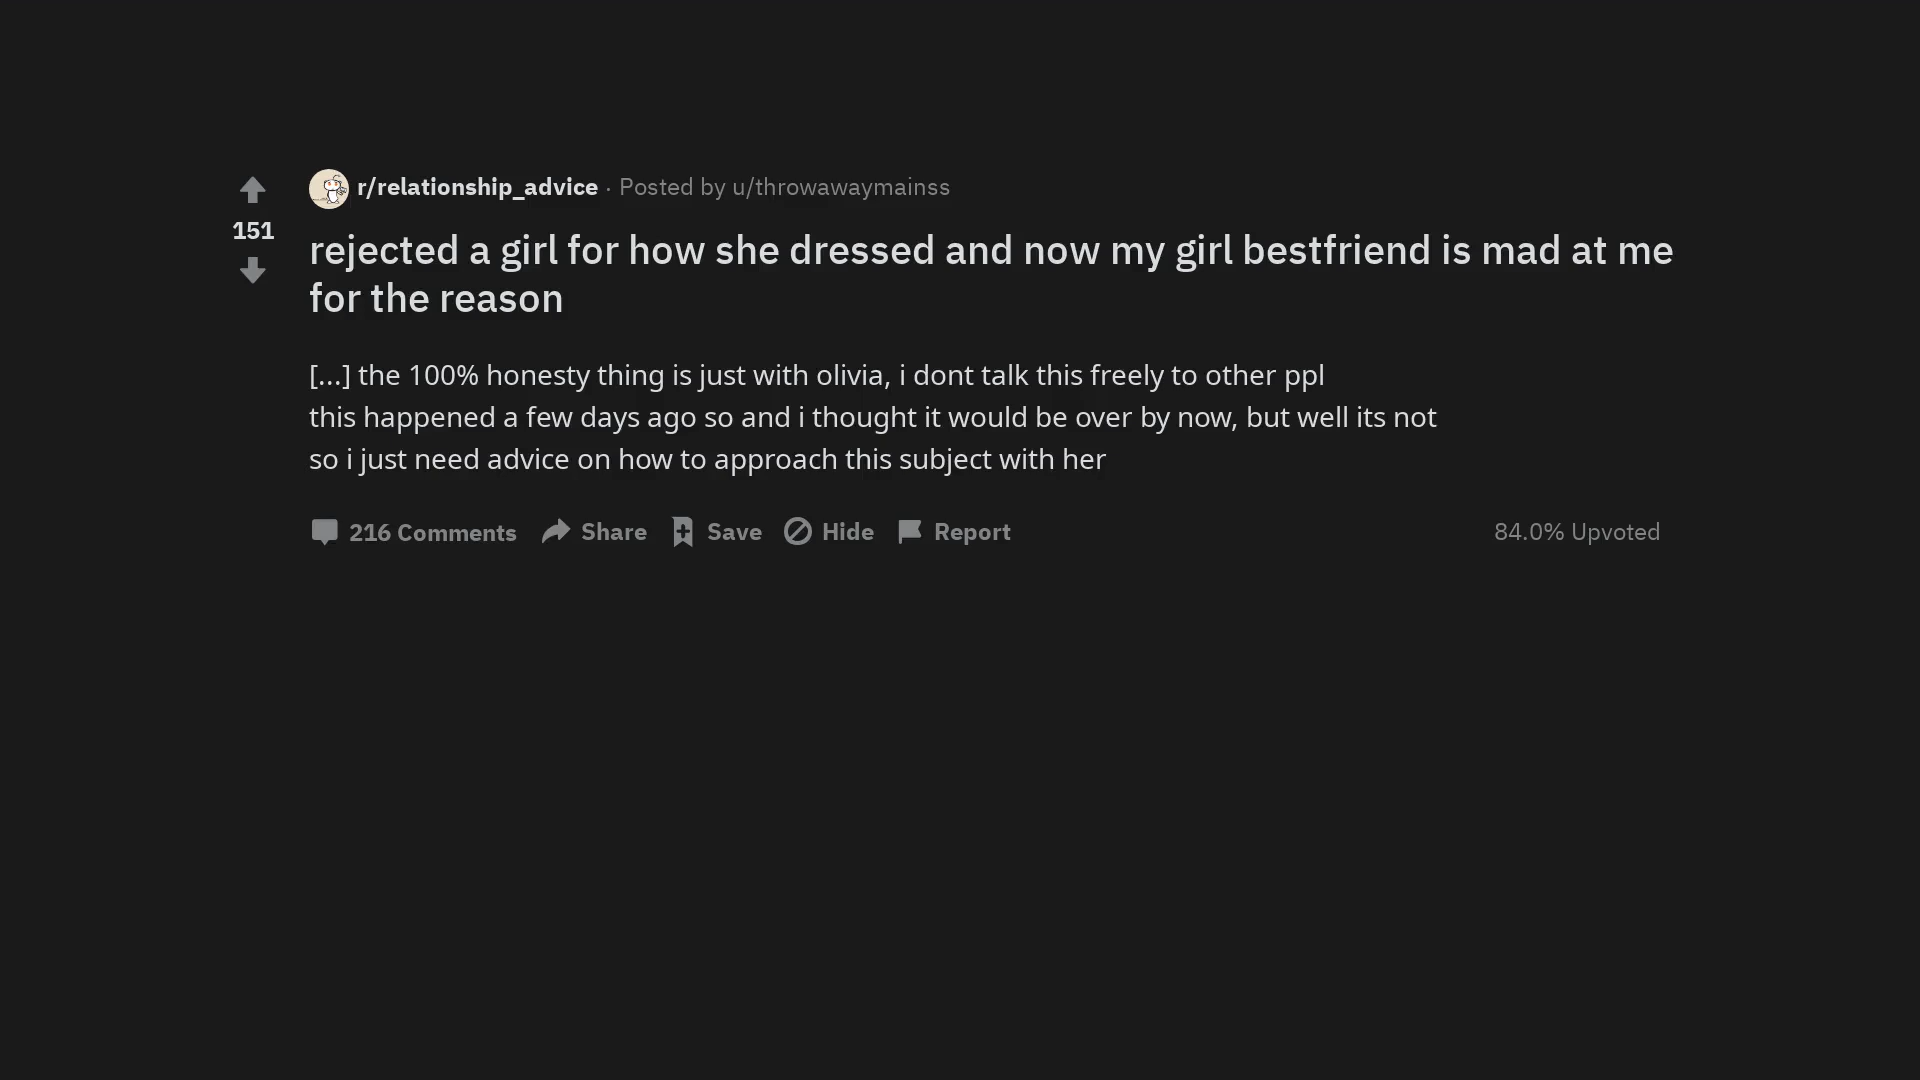 r/relationship_advice · Posted by u/throwawaymainss
151
rejected a girl for how she dressed and now my girl bestfriend is mad at me
for the reason
[...] the 100% honesty thing is just with olivia, i dont talk this freely to other ppl
this happened a few days ago so and i thought it would be over by now, but well its not
so i just need advice on how to approach this subject with her
216 Comments Share Save Hide Report 84.0% Upvoted